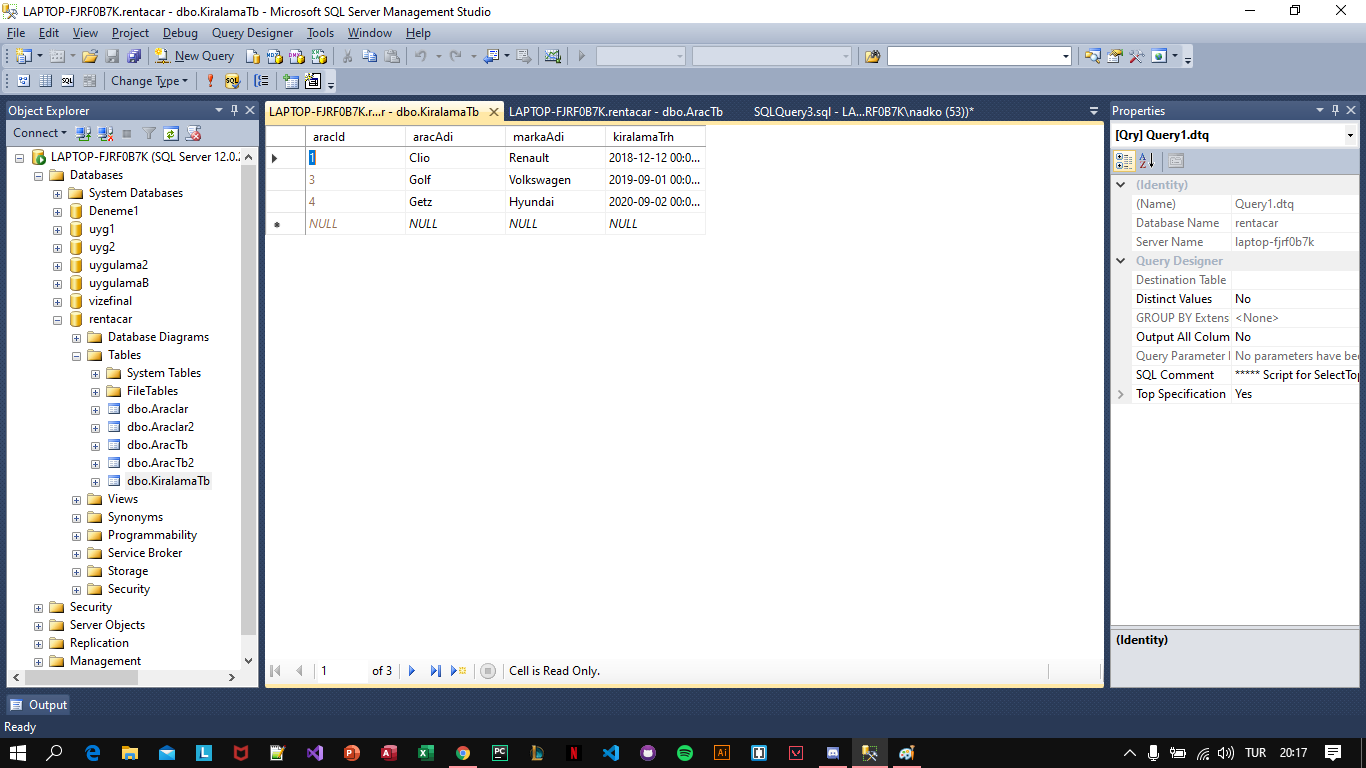 LAPTOP-FJRF0B7K.rentacar - dbo.KiralamaTb - Microsoft SQL Server Management Studio
File Edit View Project Debug Query Designer Tools Window Help
New Query
Change Type
Object Explorer
Connect
LAPTOP-FJRF0B7K (SQL Server 12.0.2
Databases
System Databases
Deneme1
uyg1
uyg2
uygulama2
uygulamaB
vizefinal
rentacar
Database Diagrams
Tables
System Tables
FileTables
dbo.Araclar
dbo.Araclar2
dbo.AracTb
dbo.AracTb2
dbo.KiralamaTb
Views
Synonyms
Programmability
Service Broker
Storage
Security
Security
Server Objects
Replication
Management
LAPTOP-FJRF0B7K.r...r - dbo.KiralamaTb LAPTOP-FJRF0B7K.rentacar - dbo.AracTb SQLQuery3.sql - LA...RF0B7K\nadko (53))*
aracId aracAdi markaAdi kiralamaTrh
1 Clio Renault 2018-12-12 00:0...
3 Golf Volkswagen 2019-09-01 00:0...
4 Getz Hyundai 2020-09-02 00:0...
NULL NULL NULL NULL
1 of 3 Cell is Read Only.
Properties
[Qry] Query1.dtq
(Identity)
(Name) Query1.dtq
Database Name rentacar
Server Name laptop-fjrf0b7k
Query Designer
Destination Table
Distinct Values No
GROUP BY Extens <None>
Output All Colum No
Query Parameter No parameters have bee
SQL Comment ***** Script for SelectTop
Top Specification Yes
(Identity)
Output
Ready
TUR 20:17